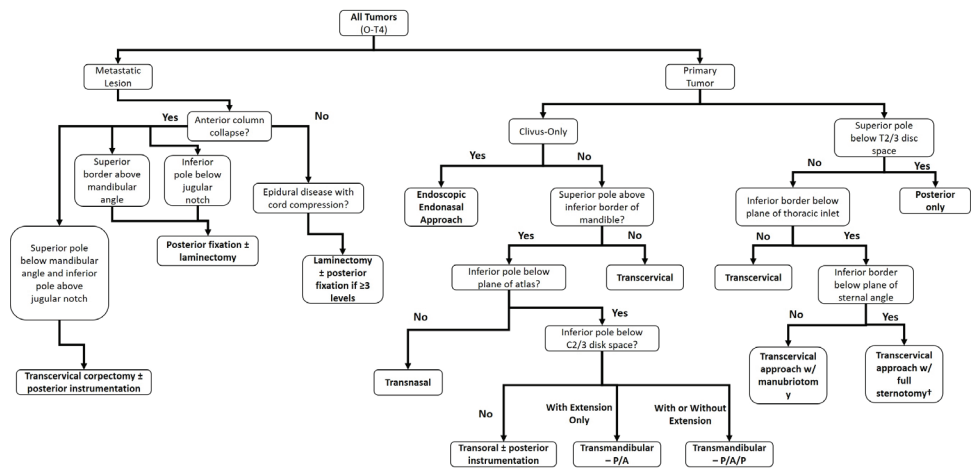 All Tumors
(O-T4)
Metastatic
Lesion
Primary
Tumor
Yes
Anterior column
collapse?
No
Clivus-Only
Superior pole
below T2/3 disc
space
Superior
border above
mandibular
angle
Inferior
pole below
jugular
notch
Epidural disease with
cord compression?
Yes
No
No
Yes
Endoscopic
Endonasal
Approach
Superior pole above
inferior border of
mandible?
Inferior border below
plane of thoracic inlet
Posterior
only
Superior pole
below mandibular
angle and inferior
pole above
jugular notch
Posterior fixation ±
laminectomy
Laminectomy
± posterior
fixation if ≥3
levels
Yes
No
No
Yes
Inferior pole below
plane of atlas?
Transcervical
Transcervical
Inferior border
below plane of
sternal angle
No
Yes
No
Yes
Inferior pole below
C2/3 disk space?
Transcervical corpectomy ±
posterior instrumentation
Transnasal
Transcervical
approach w/
manubriotom
y
Transcervical
approach w/
full
sternotomy†
No
With Extension
Only
With or Without
Extension
Transoral ± posterior
instrumentation
Transmandibular
– P/A
Transmandibular
– P/A/P